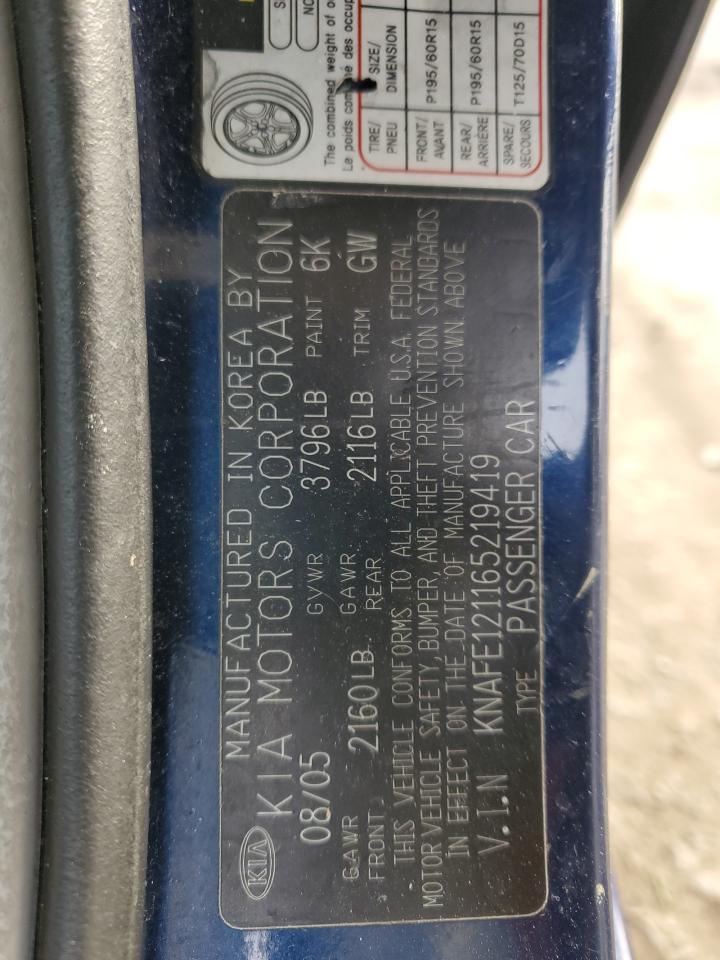 The combined weight of
Le poids des
TIRE/ SIZE/
PNEU DIMENSION
FRONT/ P195/60R15
AVANT
REAR/ P195/60R15
ARRIÈRE
SPARE/ T125/70D15
SECOURS
MANUFACTURED IN KOREA BY
KIA KIA MOTORS CORPORATION
08/05 GVWR 3796LB PAINT 6K
GAWR 2160LB GAWR 2116LB TRIM GW
FRONT REAR
THIS VEHICLE CONFORMS TO ALL APPLICABLE U.S.A. FEDERAL
MOTOR VEHICLE SAFETY, BUMPER, AND THEFT PREVENTION STANDARDS
IN EFFECT ON THE DATE OF MANUFACTURE SHOWN ABOVE
V.I.N KNAFE121165219419
TYPE PASSENGER CAR